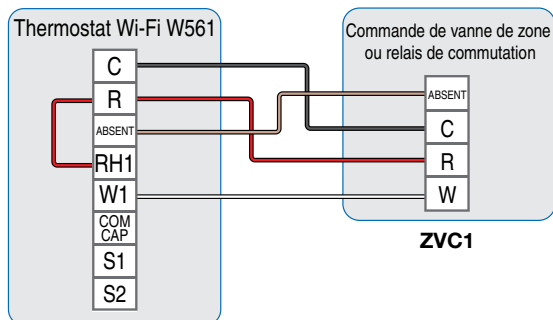 Thermostat Wi-Fi W561
C
R
ABSENT
RH1
W1
COM
CAP
S1
S2
Commande de vanne de zone
ou relais de commutation
ABSENT
C
R
W
ZVC1